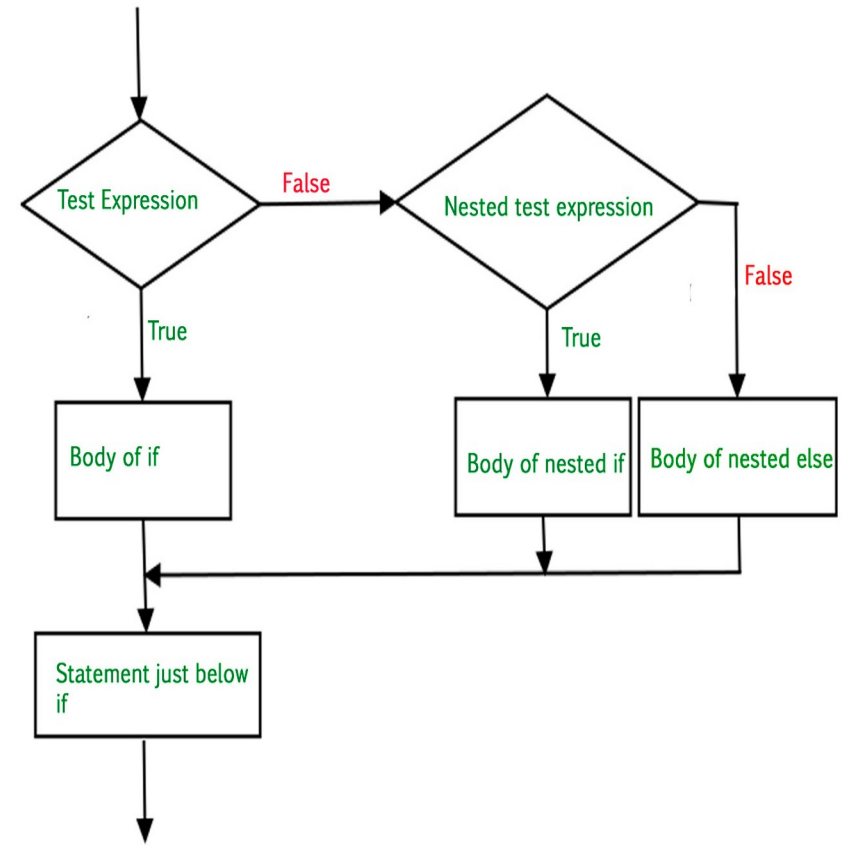 Test Expression
False
Nested test expression
False
True
True
Body of if
Body of nested if
Body of nested else
Statement just below
if